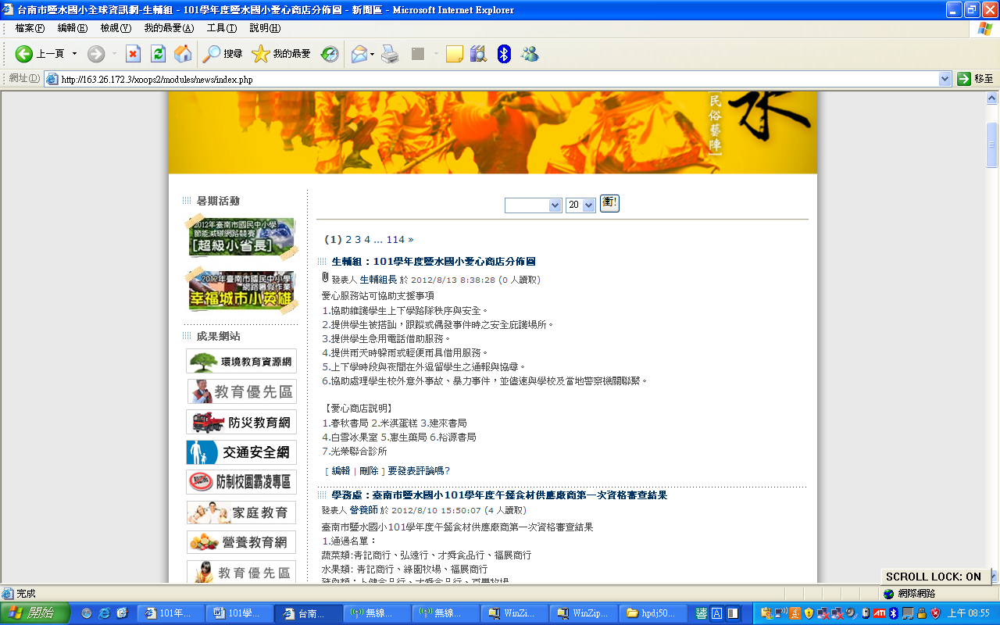 台南市鹽水國小全球資訊網-生輔組 - 101學年度鹽水國小愛心商店分佈圖 - 新聞區 - Microsoft Internet Explorer
檔案(F) 編輯(E) 檢視(V) 我的最愛(A) 工具(T) 說明(H)
上一頁 搜尋 我的最愛
網址(D) http://163.26.172.3/xoops2/modules/news/index.php 移至
水
[民俗藝陣]
暑期活動
2012年臺南市國民中小學
節能減碳網路競賽
[超級小省長]
2012年臺南市國民中小學
網路暑假作業
幸福城市小英雄
成果網站
環境教育資源網
教育優先區
防災教育網
交通安全網
防制校園霸凌專區
家庭教育
營養教育網
教育優先區
20 衝!
(1) 2 3 4 ... 114 »
生輔組：101學年度鹽水國小愛心商店分佈圖
發表人 生輔組長 於 2012/8/13 8:38:28 (0 人讀取)
愛心服務站可協助支援事項
1.協助維護學生上下學路隊秩序與安全。
2.提供學生被搭訕，跟蹤或偶發事件時之安全庇護場所。
3.提供學生急用電話借助服務。
4.提供雨天時躲雨或輕便雨具借用服務。
5.上下學時段與夜間在外逗留學生之通報與協尋。
6.協助處理學生校外意外事故、暴力事件，並儘速與學校及當地警察機關聯繫。
【愛心商店說明】
1.春秋書局 2.米淇蛋糕 3.建來書局
4.白雪冰果室 5.惠生藥局 6.裕源書局
7.光榮聯合診所
[ 編輯 | 刪除 ] 要發表評論嗎?
學務處：臺南市鹽水國小101學年度午餐食材供應廠商第一次資格審查結果
發表人 營養師 於 2012/8/10 15:50:07 (4 人讀取)
臺南市鹽水國小101學年度午餐食材供應廠商第一次資格審查結果
1.通過名單：
蔬菜類:青記商行、弘遠行、才舜食品行、福展商行
水果類: 青記商行、綠園牧場、福展商行
SCROLL LOCK: ON
完成 網際網路
開始 101年... 101學... 台南... 無線... 無線... WinZi... WinZip... hpdj50... 上午 08:55